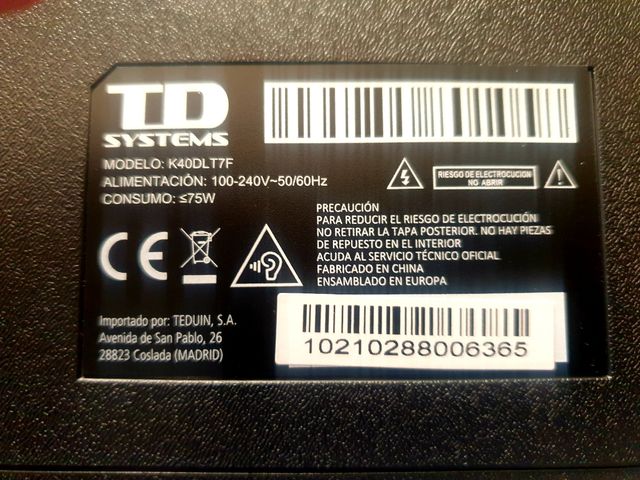 TD
SYSTEMS
MODELO: K40DLT7F
ALIMENTACIÓN: 100-240V~50/60Hz
CONSUMO: ≤75W
RIESGO DE ELECTROCUCION
NO ABRIR
PRECAUCIÓN
PARA REDUCIR EL RIESGO DE ELECTROCUCIÓN
NO RETIRAR LA TAPA POSTERIOR. NO HAY PIEZAS
DE REPUESTO EN EL INTERIOR
ACUDA AL SERVICIO TÉCNICO OFICIAL
FABRICADO EN CHINA
ENSAMBLADO EN EUROPA
CE
Importado por: TEDUIN, S.A.
Avenida de San Pablo, 26
28823 Coslada (MADRID)
10210288006365